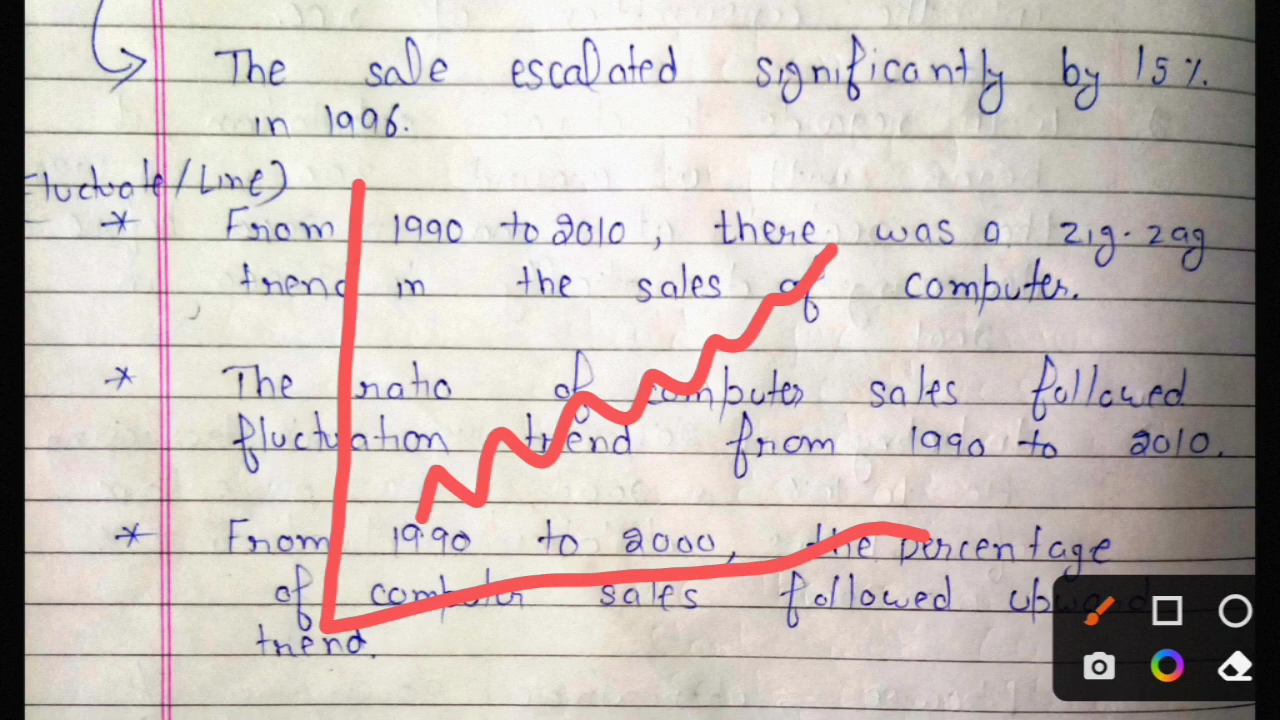 The sale escalated significantly by 15%.
in 1996.
Fluctuate/Line)
* From 1990 to 2010, there was a zig-zag
trend in the sales of computer.
* The ratio of computer sales followed
fluctuation trend from 1990 to 2010.
* From 1990 to 2000, the percentage
of computer sales followed upward
trend.